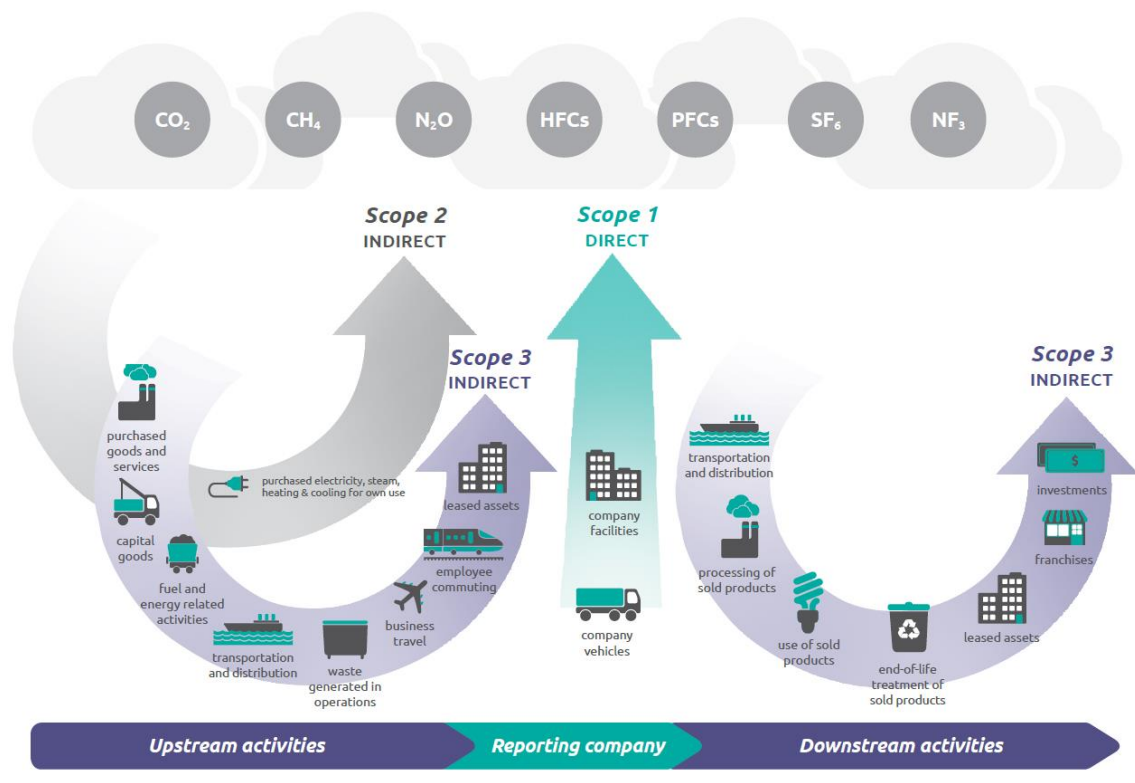 CO₂
CH₄
N₂O
HFCs
PFCs
SF₆
NF₃
Scope 2
INDIRECT
Scope 1
DIRECT
Scope 3
INDIRECT
Scope 3
INDIRECT
purchased
goods and
services
capital
goods
fuel and
energy related
activities
purchased electricity, steam,
heating & cooling for own use
transportation
and distribution
waste
generated in
operations
business
travel
employee
commuting
leased assets
company
facilities
company
vehicles
transportation
and distribution
processing of
sold products
use of sold
products
end-of-life
treatment of
sold products
leased assets
franchises
$
investments
Upstream activities
Reporting company
Downstream activities